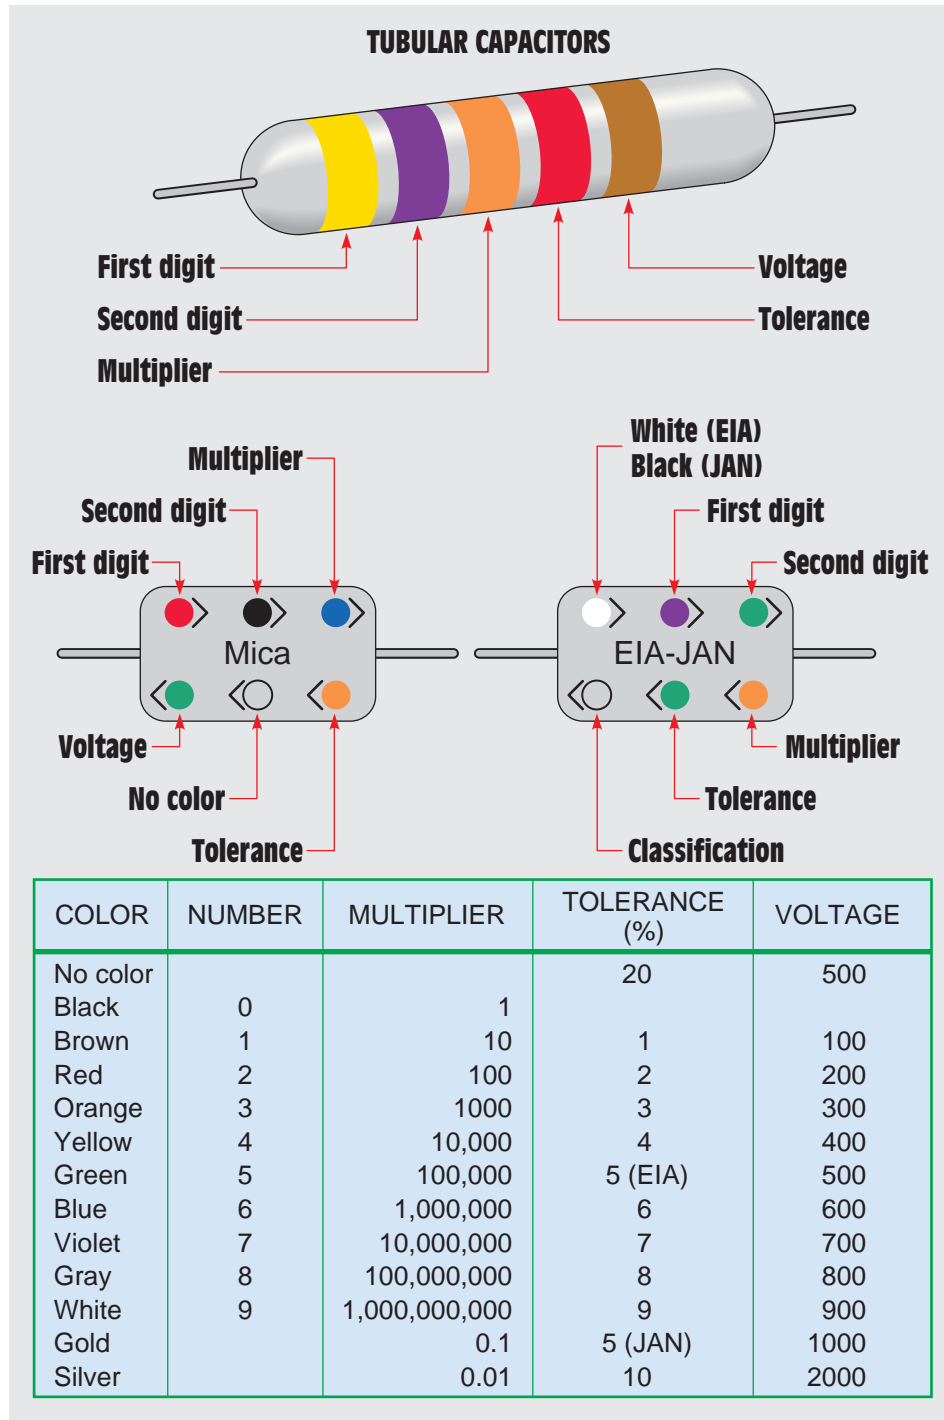 TUBULAR CAPACITORS
First digit
Voltage
Second digit
Tolerance
Multiplier
White (EIA)
Black (JAN)
Multiplier
Second digit
First digit
First digit
Second digit
Mica
EIA-JAN
Voltage
Multiplier
No color
Tolerance
Tolerance
Classification
COLOR NUMBER MULTIPLIER TOLERANCE (%) VOLTAGE
No color 20 500
Black 0 1
Brown 1 10 1 100
Red 2 100 2 200
Orange 3 1000 3 300
Yellow 4 10,000 4 400
Green 5 100,000 5 (EIA) 500
Blue 6 1,000,000 6 600
Violet 7 10,000,000 7 700
Gray 8 100,000,000 8 800
White 9 1,000,000,000 9 900
Gold 0.1 5 (JAN) 1000
Silver 0.01 10 2000